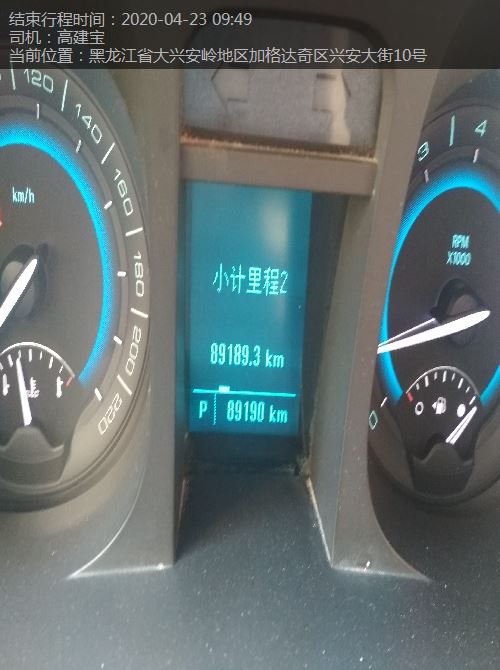 结束行程时间：2020-04-23 09:49
司机：高建宝
当前位置：黑龙江省大兴安岭地区加格达奇区兴安大街10号
120
140
160
180
200
220
km/h
小计里程2
89189.3 km
P 89190 km
3 4
RPM
X1000
0